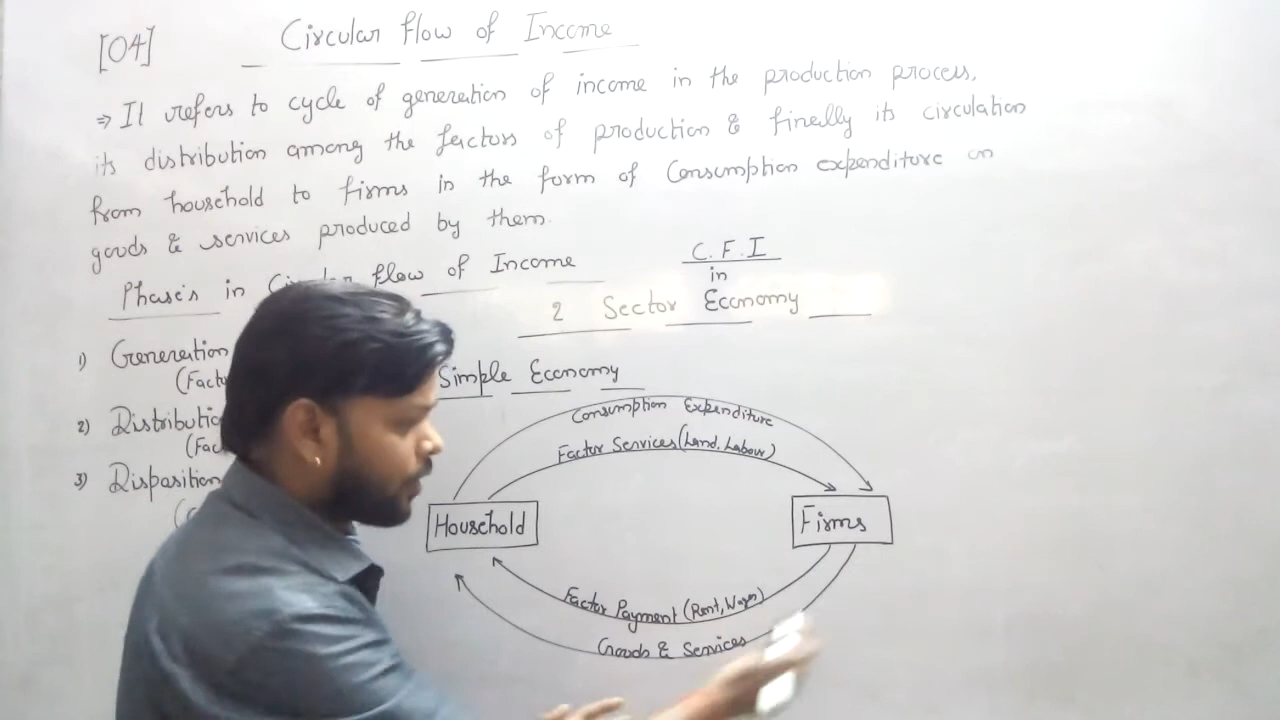 [04] Circular flow of Income
⇒ It refers to cycle of generation of income in the production process,
its distribution among the factors of production & finally its circulation
from household to firms in the form of Consumption expenditure on
goods & services produced by them.
Phase's in flow of Income
C.F.I
in
2 Sector Economy
1) Generation
2) Distribution
3) Disposition
Simple Economy
Consumption Expenditure
Factor Services (Land, Labour)
Household
Firms
Factor Payment (Rent, Wages)
Goods & Services